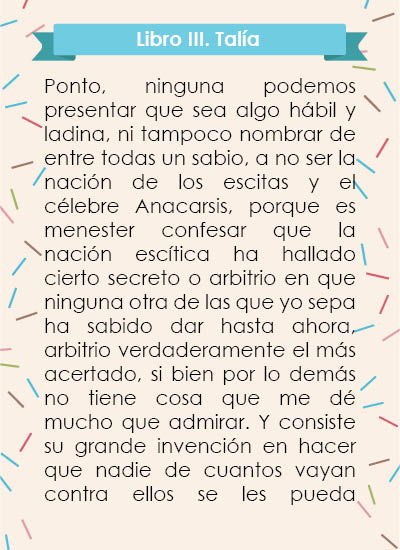 Libro III. Talía
Ponto, ninguna podemos
presentar que sea algo hábil y
ladina, ni tampoco nombrar de
entre todas un sabio, a no ser la
nación de los escitas y el
célebre Anacarsis, porque es
menester confesar que la
nación escítica ha hallado
cierto secreto o arbitrio en que
ninguna otra de las que yo sepa
ha sabido dar hasta ahora,
arbitrio verdaderamente el más
acertado, si bien por lo demás
no tiene cosa que me dé
mucho que admirar. Y consiste
su grande invención en hacer
que nadie de cuantos vayan
contra ellos se les pueda